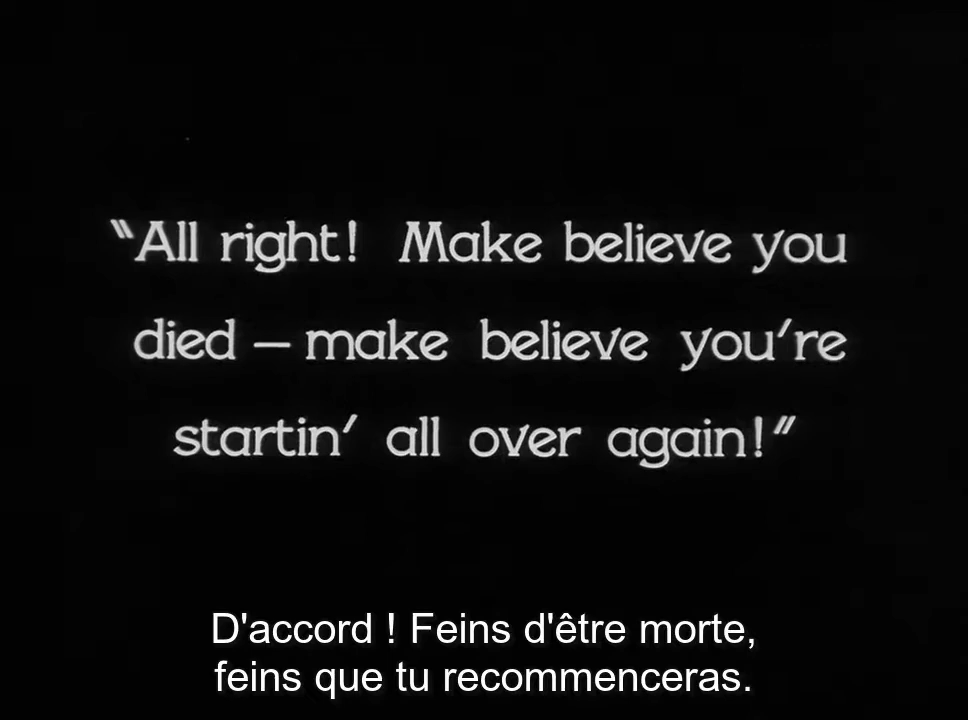 "All right! Make believe you
died — make believe you're
startin' all over again!"
D'accord ! Feins d'être morte,
feins que tu recommenceras.